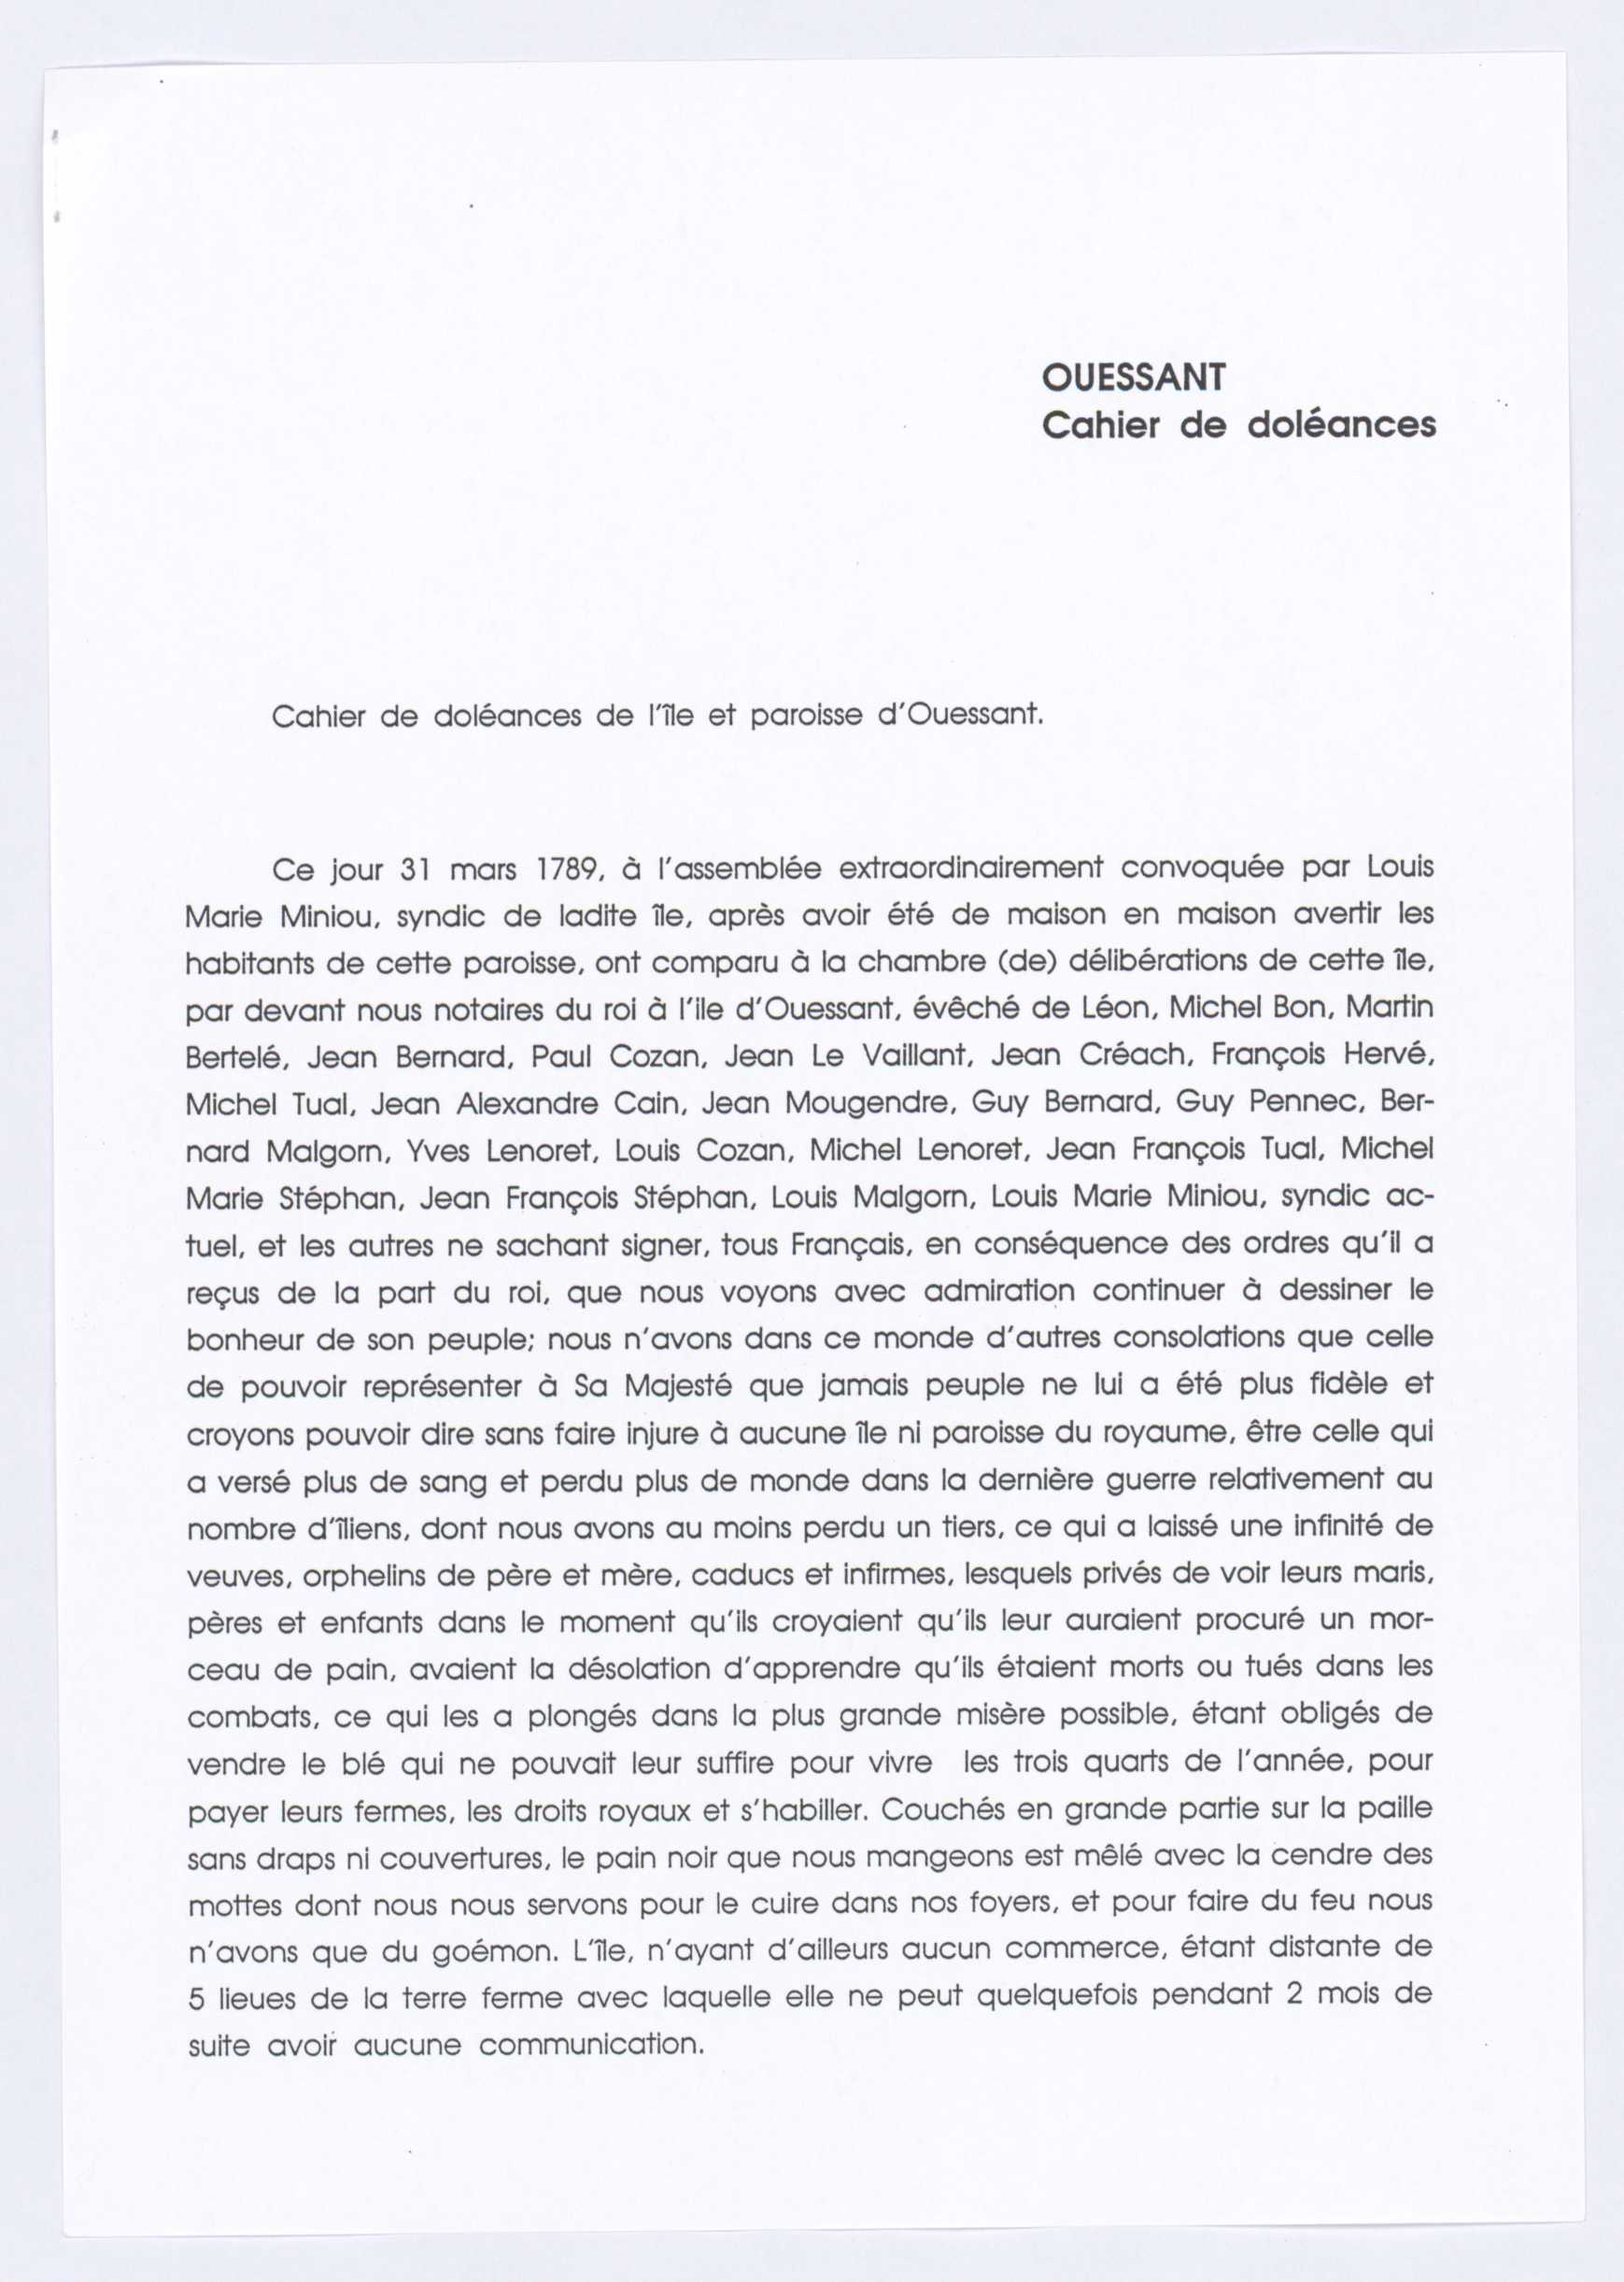 OUESSANT
Cahier de doléances
Cahier de doléances de l'île et paroisse d'Ouessant.
Ce jour 31 mars 1789, à l'assemblée extraordinairement convoquée par Louis
Marie Miniou, syndic de ladite île, après avoir été de maison en maison avertir les
habitants de cette paroisse, ont comparu à la chambre (de) délibérations de cette île,
par devant nous notaires du roi à l'ile d'Ouessant, évêché de Léon, Michel Bon, Martin
Bertelé, Jean Bernard, Paul Cozan, Jean Le Vaillant, Jean Créach, François Hervé,
Michel Tual, Jean Alexandre Cain, Jean Mougendre, Guy Bernard, Guy Pennec, Ber-
nard Malgorn, Yves Lenoret, Louis Cozan, Michel Lenoret, Jean François Tual, Michel
Marie Stéphan, Jean François Stéphan, Louis Malgorn, Louis Marie Miniou, syndic ac-
tuel, et les autres ne sachant signer, tous Français, en conséquence des ordres qu'il a
reçus de la part du roi, que nous voyons avec admiration continuer à dessiner le
bonheur de son peuple; nous n'avons dans ce monde d'autres consolations que celle
de pouvoir représenter à Sa Majesté que jamais peuple ne lui a été plus fidèle et
croyons pouvoir dire sans faire injure à aucune île ni paroisse du royaume, être celle qui
a versé plus de sang et perdu plus de monde dans la dernière guerre relativement au
nombre d'îliens, dont nous avons au moins perdu un tiers, ce qui a laissé une infinité de
veuves, orphelins de père et mère, caducs et infirmes, lesquels privés de voir leurs maris,
pères et enfants dans le moment qu'ils croyaient qu'ils leur auraient procuré un mor-
ceau de pain, avaient la désolation d'apprendre qu'ils étaient morts ou tués dans les
combats, ce qui les a plongés dans la plus grande misère possible, étant obligés de
vendre le blé qui ne pouvait leur suffire pour vivre les trois quarts de l'année, pour
payer leurs fermes, les droits royaux et s'habiller. Couchés en grande partie sur la paille
sans draps ni couvertures, le pain noir que nous mangeons est mêlé avec la cendre des
mottes dont nous nous servons pour le cuire dans nos foyers, et pour faire du feu nous
n'avons que du goémon. L'île, n'ayant d'ailleurs aucun commerce, étant distante de
5 lieues de la terre ferme avec laquelle elle ne peut quelquefois pendant 2 mois de
suite avoir aucune communication.